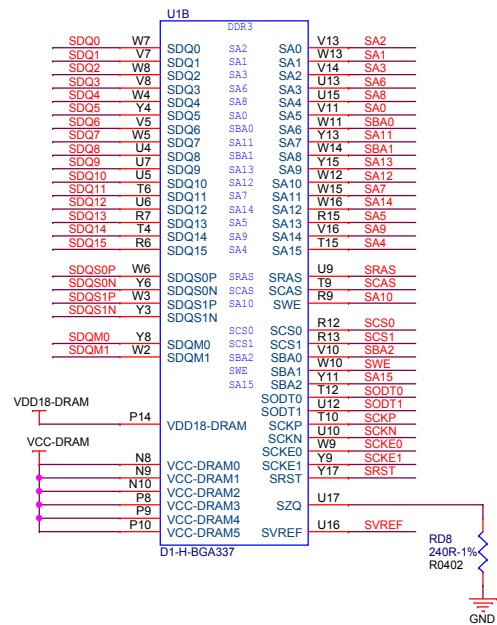 U1B
DDR3
SDQ0 W7 SDQ0 SA2 SA0 V13 SA2
SDQ1 V7 SDQ1 SA1 SA1 W13 SA1
SDQ2 W8 SDQ2 SA3 SA2 V14 SA3
SDQ3 V8 SDQ3 SA6 SA3 U13 SA6
SDQ4 W4 SDQ4 SA8 SA4 U15 SA8
SDQ5 Y4 SDQ5 SA0 SA5 V11 SA0
SDQ6 V5 SDQ6 SBA0 SA6 W11 SBA0
SDQ7 W5 SDQ7 SA11 SA7 Y13 SA11
SDQ8 U4 SDQ8 SBA1 SA8 W14 SBA1
SDQ9 U7 SDQ9 SA13 SA9 Y15 SA13
SDQ10 U5 SDQ10 SA12 SA10 W12 SA12
SDQ11 T6 SDQ11 SA7 SA11 W15 SA7
SDQ12 U6 SDQ12 SA14 SA12 W16 SA14
SDQ13 R7 SDQ13 SA5 SA13 R15 SA5
SDQ14 T4 SDQ14 SA9 SA14 V16 SA9
SDQ15 R6 SDQ15 SA4 SA15 T15 SA4
SDQS0P W6 SDQS0P SRAS SRAS U9 SRAS
SDQS0N Y6 SDQS0N SCAS SCAS T9 SCAS
SDQS1P W3 SDQS1P SA10 SWE R9 SA10
SDQS1N Y3 SDQS1N
SCS0 SCS0 R12 SCS0
SDQM0 Y8 SDQM0 SCS1 SCS1 R13 SCS1
SDQM1 W2 SDQM1 SBA2 SBA0 V10 SBA2
SWE SBA1 W10 SWE
SA15 SBA2 Y11 SA15
SODT0 T12 SODT0
SODT1 U12 SODT1
VDD18-DRAM P14 VDD18-DRAM SCKP T10 SCKP
SCKN U10 SCKN
SCKE0 W9 SCKE0
VCC-DRAM N8 VCC-DRAM0 SCKE1 Y9 SCKE1
N9 VCC-DRAM1 SRST Y17 SRST
N10 VCC-DRAM2
P8 VCC-DRAM3 SZQ U17
P9 VCC-DRAM4
P10 VCC-DRAM5 SVREF U16 SVREF
D1-H-BGA337
RD8
240R-1%
R0402
GND